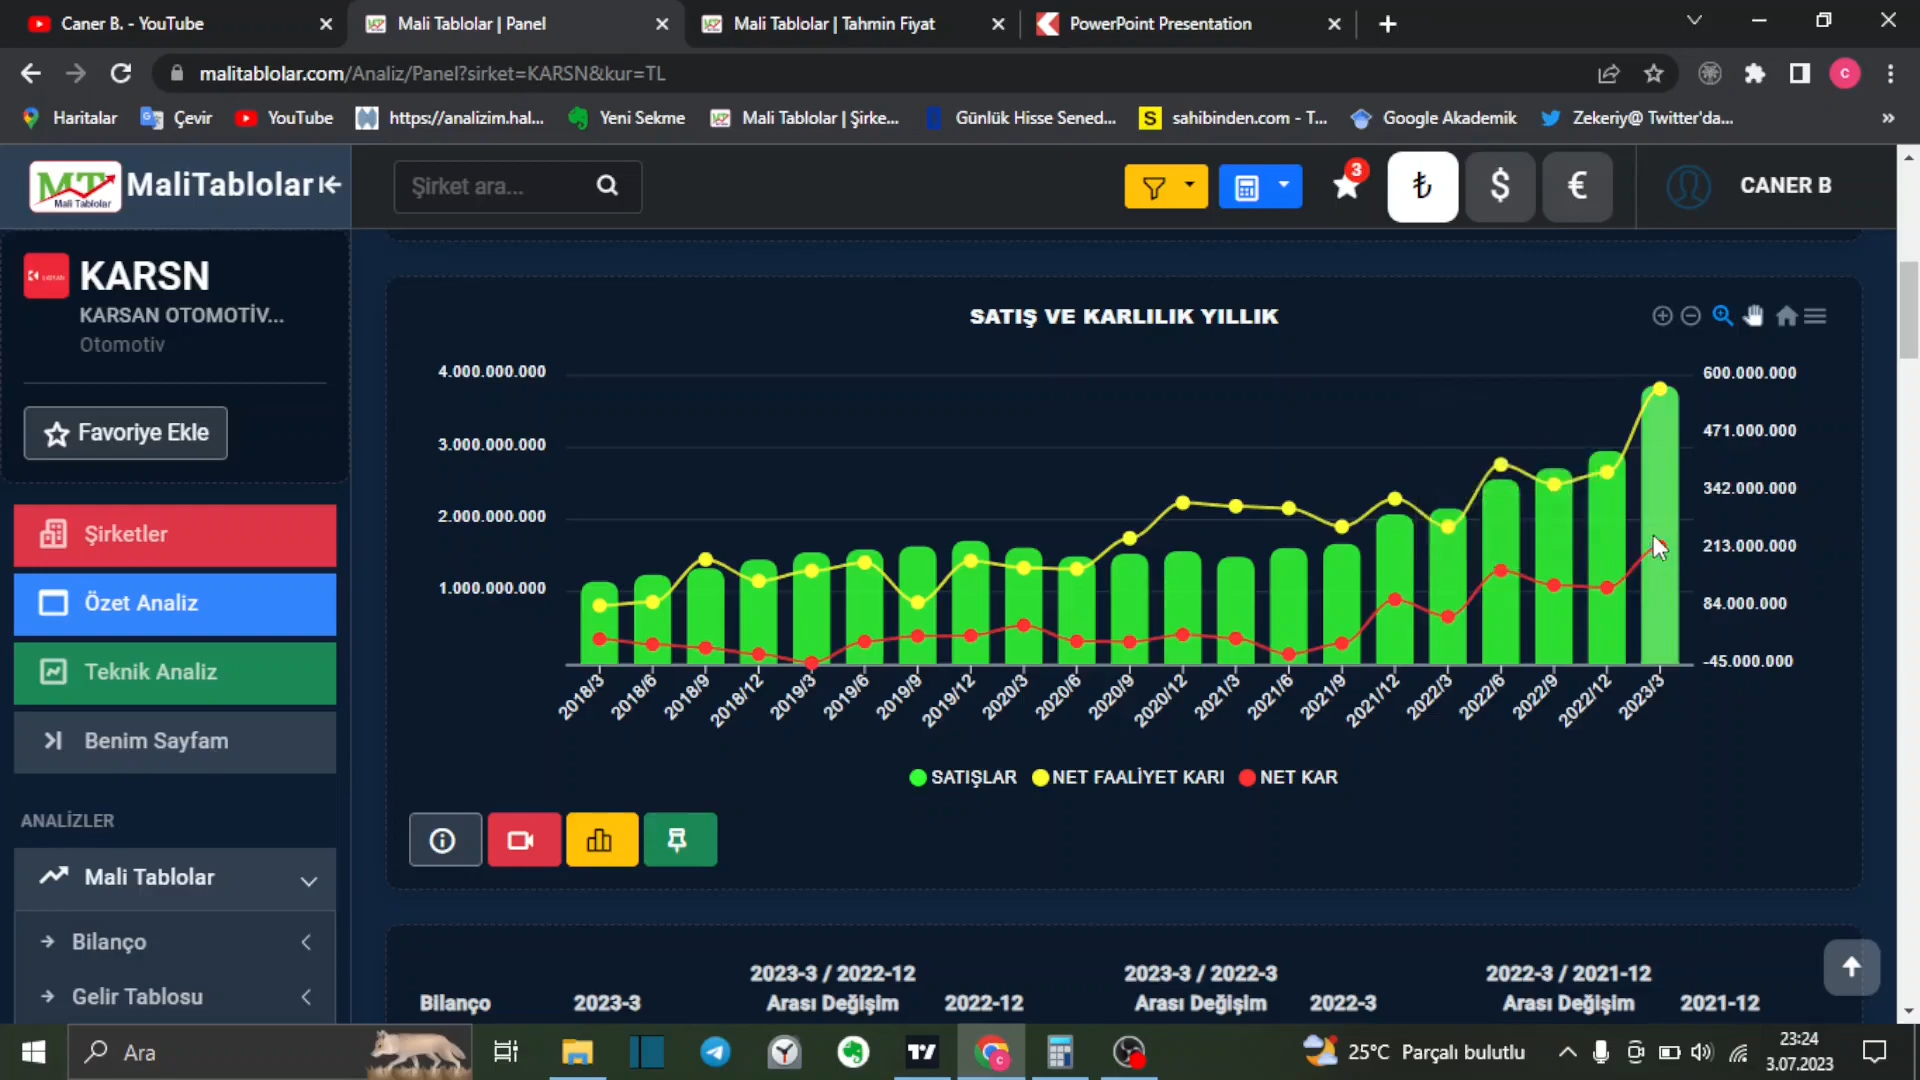 Caner B. - YouTube
Mali Tablolar | Panel
Mali Tablolar | Tahmin Fiyat
PowerPoint Presentation
malitablolar.com/Analiz/Panel?sirket=KARSN&kur=TL
C
Haritalar
Çevir
YouTube
https://analizim.hal...
Yeni Sekme
Mali Tablolar | Şirke...
Günlük Hisse Sened...
S
sahibinden.com - T...
Google Akademik
Zekeriy@ Twitter'da...
»
MT
Mali Tablolar
MaliTablolar
Şirket ara...
3
₺
$
€
CANER B
KARSN
KARSAN OTOMOTİV...
Otomotiv
Favoriye Ekle
Şirketler
Özet Analiz
Teknik Analiz
Benim Sayfam
ANALİZLER
Mali Tablolar
Bilanço
Gelir Tablosu
SATIŞ VE KARLILIK YILLIK
4.000.000.000
3.000.000.000
2.000.000.000
1.000.000.000
600.000.000
471.000.000
342.000.000
213.000.000
84.000.000
-45.000.000
2018/3
2018/6
2018/9
2018/12
2019/3
2019/6
2019/9
2019/12
2020/3
2020/6
2020/9
2020/12
2021/3
2021/6
2021/9
2021/12
2022/3
2022/6
2022/9
2022/12
2023/3
SATIŞLAR
NET FAALİYET KARI
NET KAR
Bilanço
2023-3
2023-3 / 2022-12
Arası Değişim
2022-12
2023-3 / 2022-3
Arası Değişim
2022-3
2022-3 / 2021-12
Arası Değişim
2021-12
Ara
25°C Parçalı bulutlu
23:24
3.07.2023